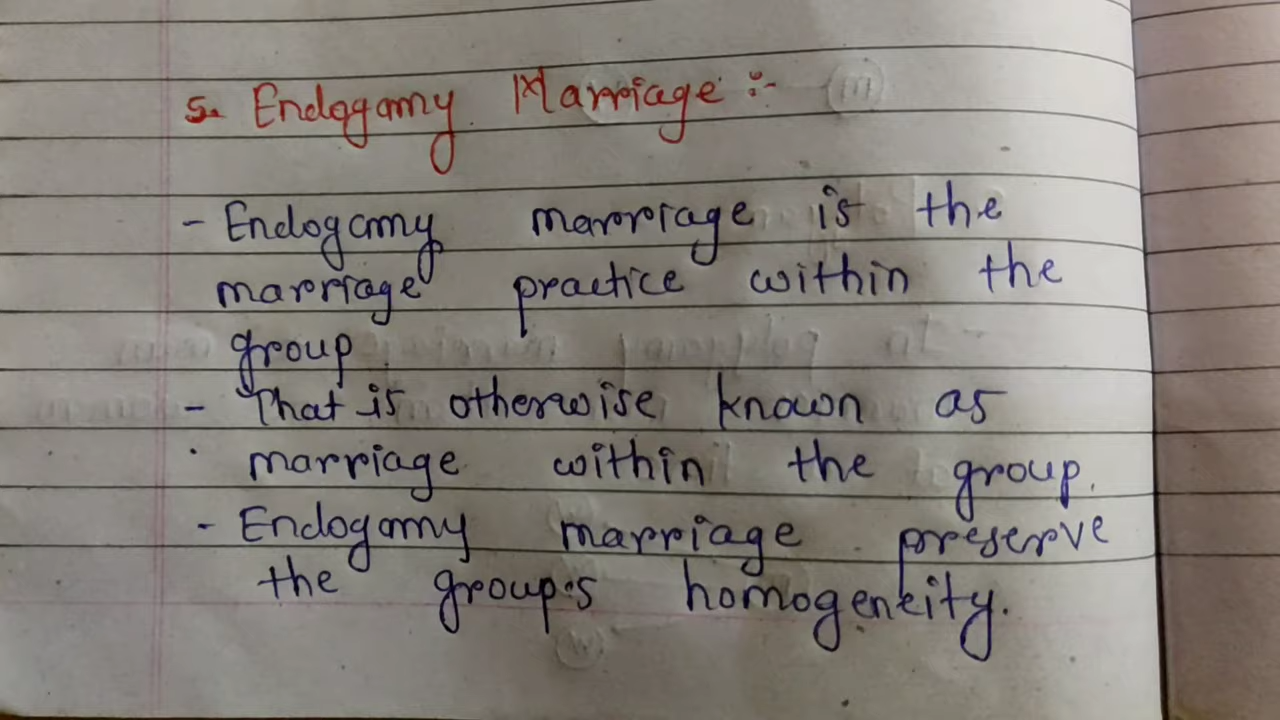 5. Endogamy Marriage :-
- Endogamy marriage is the
marriage practice within the
group
- That is otherwise known as
marriage within the group.
- Endogamy marriage preserve
the group's homogeneity.